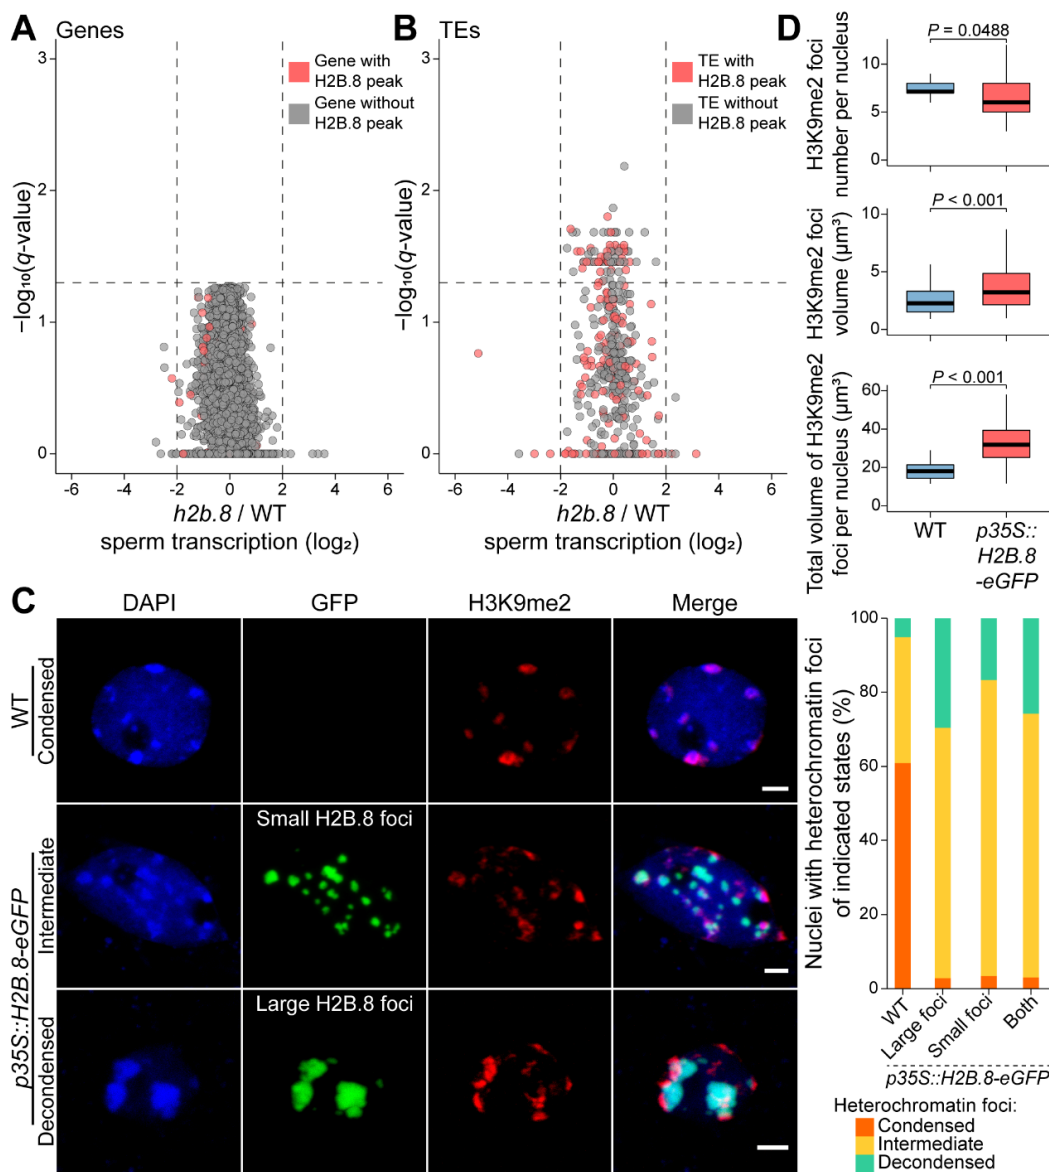 A
Genes
3
2
1
0
−log₁₀(q-value)
Gene with
H2B.8 peak
Gene without
H2B.8 peak
-6
-4
-2
0
2
4
6
h2b.8 / WT
sperm transcription (log₂)
B
TEs
3
2
1
0
−log₁₀(q-value)
TE with
H2B.8 peak
TE without
H2B.8 peak
-6
-4
-2
0
2
4
6
h2b.8 / WT
sperm transcription (log₂)
D
H3K9me2 foci
number per nucleus
10
5
0
P = 0.0488
H3K9me2 foci
volume (μm³)
10
5
0
P < 0.001
Total volume of H3K9me2
foci per nucleus (μm³)
60
40
20
0
P < 0.001
WT
p35S::
H2B.8
-eGFP
C
DAPI
GFP
H3K9me2
Merge
WT
Condensed
p35S::H2B.8-eGFP
Intermediate
Small H2B.8 foci
Decondensed
Large H2B.8 foci
Nuclei with heterochromatin foci
of indicated states (%)
100
80
60
40
20
0
WT
Large foci
Small foci
Both
p35S::H2B.8-eGFP
Heterochromatin foci:
Condensed
Intermediate
Decondensed